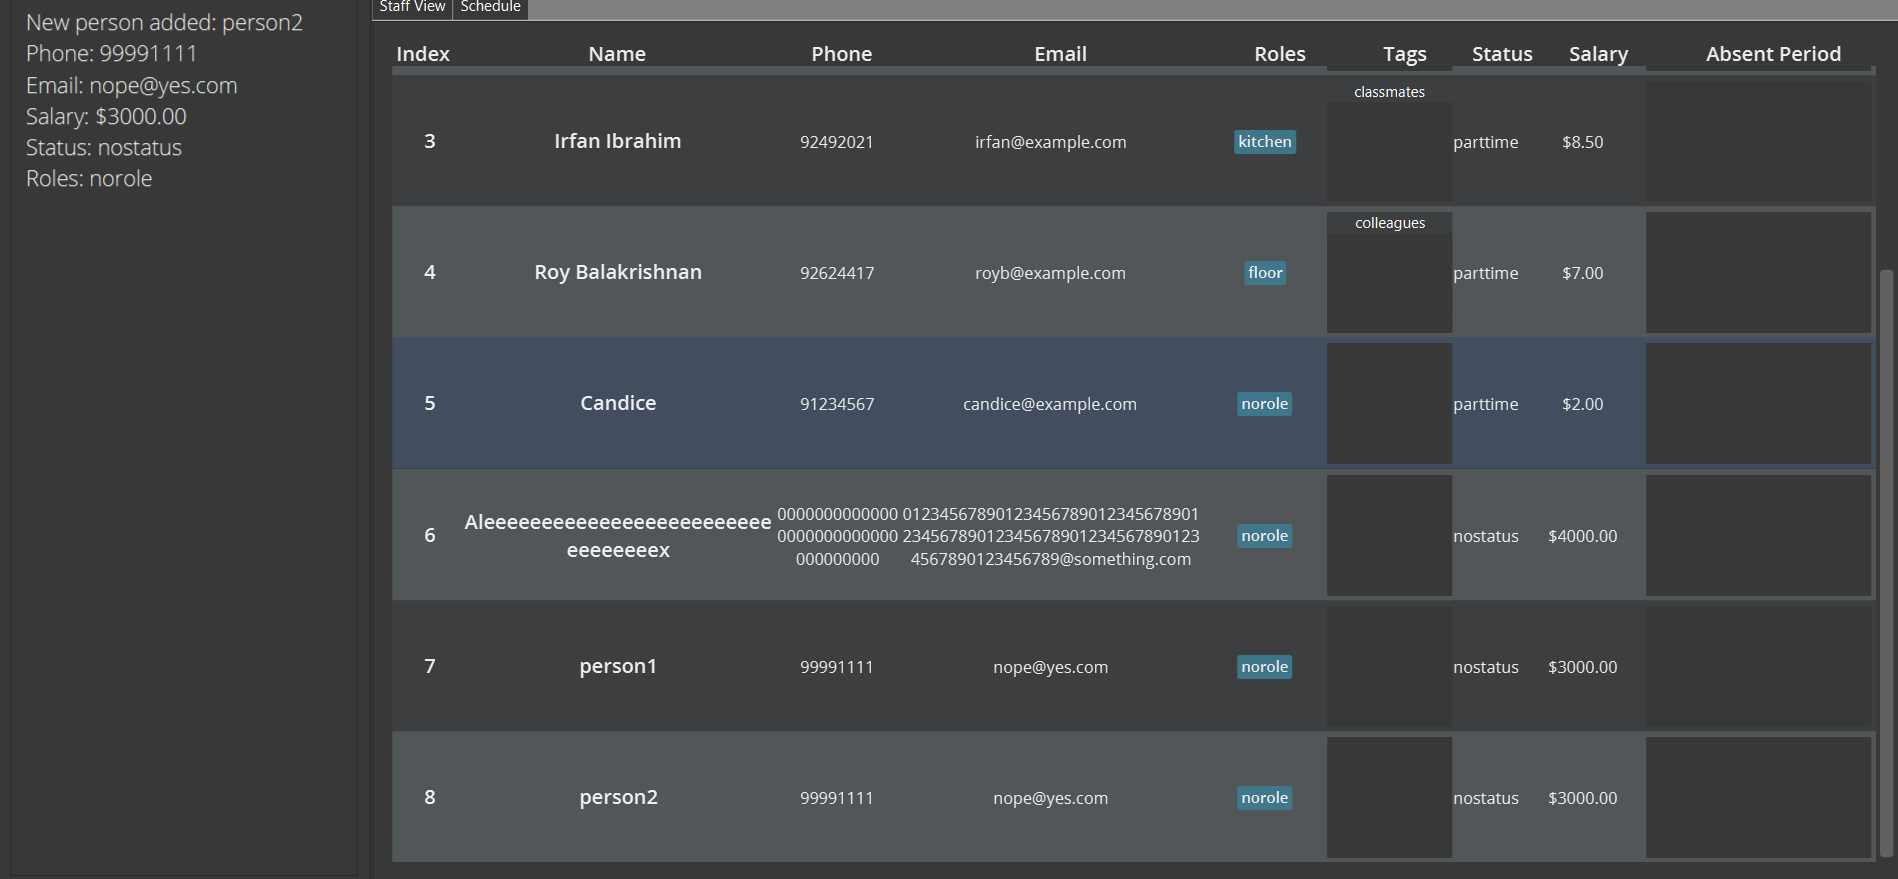 New person added: person2
Phone: 99991111
Email: nope@yes.com
Salary: $3000.00
Status: nostatus
Roles: norole
Staff View Schedule
Index Name Phone Email Roles Tags Status Salary Absent Period
classmates
3 Irfan Ibrahim 92492021 irfan@example.com kitchen parttime $8.50
colleagues
4 Roy Balakrishnan 92624417 royb@example.com floor parttime $7.00
5 Candice 91234567 candice@example.com norole parttime $2.00
0000000000000 01234567890123456789012345678901
Aleeeeeeeeeeeeeeeeeeeeeeeee
6 0000000000000 23456789012345678901234567890123 norole nostatus $4000.00
eeeeeeeex
000000000 4567890123456789@something.com
7 person1 99991111 nope@yes.com norole nostatus $3000.00
8 person2 99991111 nope@yes.com norole nostatus $3000.00